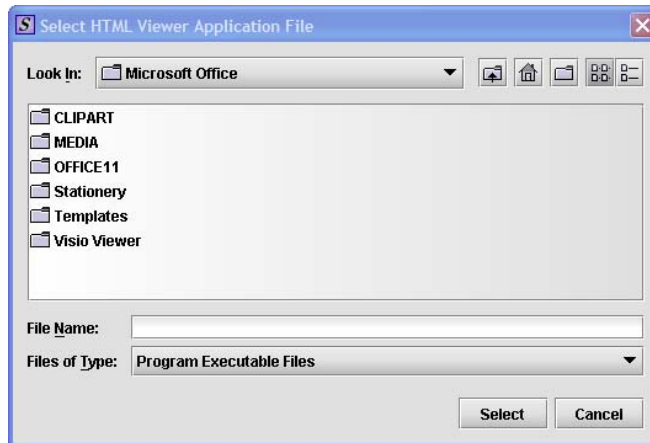 S Select HTML Viewer Application File
Look In: Microsoft Office
CLIPART
MEDIA
OFFICE11
Stationery
Templates
Visio Viewer
File Name:
Files of Type: Program Executable Files
Select Cancel